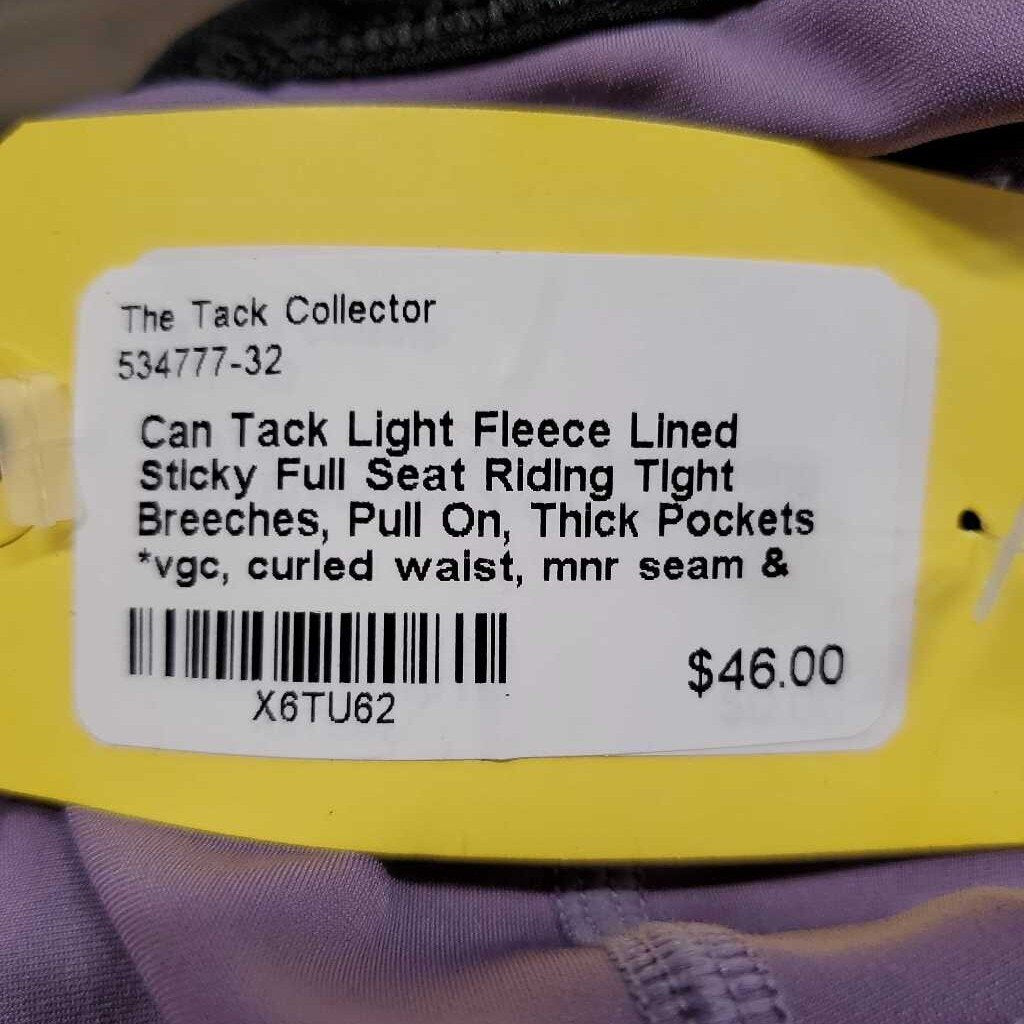 The Tack Collector
534777-32
Can Tack Light Fleece Lined
Sticky Full Seat Riding Tight
Breeches, Pull On, Thick Pockets
*vgc, curled waist, mnr seam &
$46.00
X6TU62